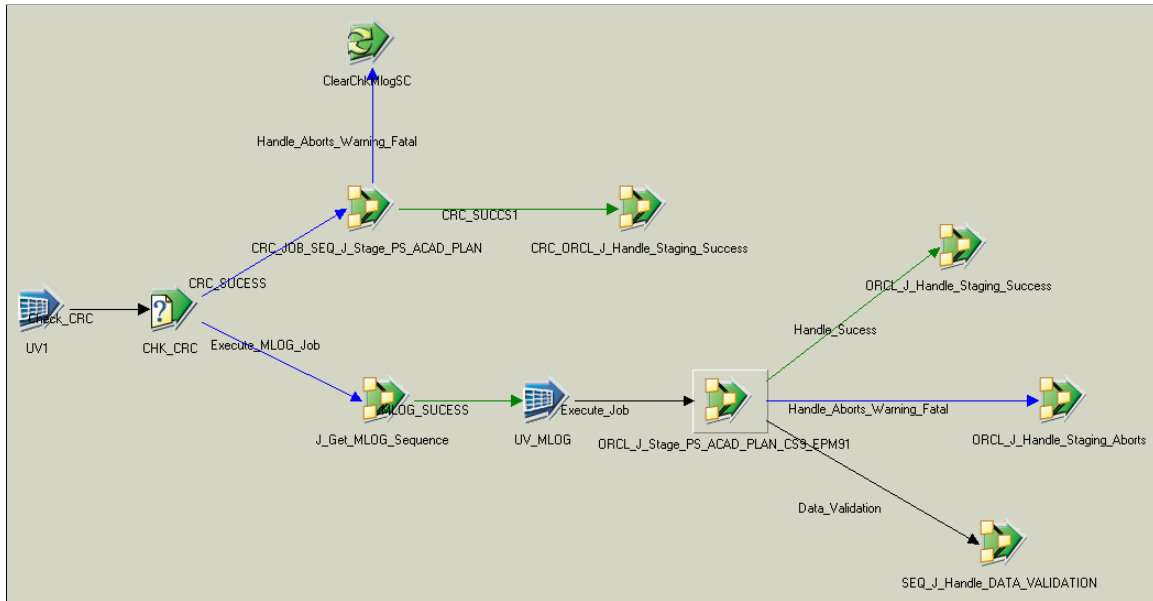 ClearChkMlogSC
Handle_Aborts_Warning_Fatal
CRC_SUCCS1
CRC_JOB_SEQ_J_Stage_PS_ACAD_PLAN
CRC_ORCL_J_Handle_Staging_Success
CRC_SUCESS
ORCL_J_Handle_Staging_Success
Check_CRC
Handle_Sucess
UV1
CHK_CRC
Execute_MLOG_Job
MLOG_SUCESS
Execute_Job
Handle_Aborts_Warning_Fatal
J_Get_MLOG_Sequence
UV_MLOG
ORCL_J_Stage_PS_ACAD_PLAN_CS9_EPM91
ORCL_J_Handle_Staging_Aborts
Data_Validation
SEQ_J_Handle_DATA_VALIDATION